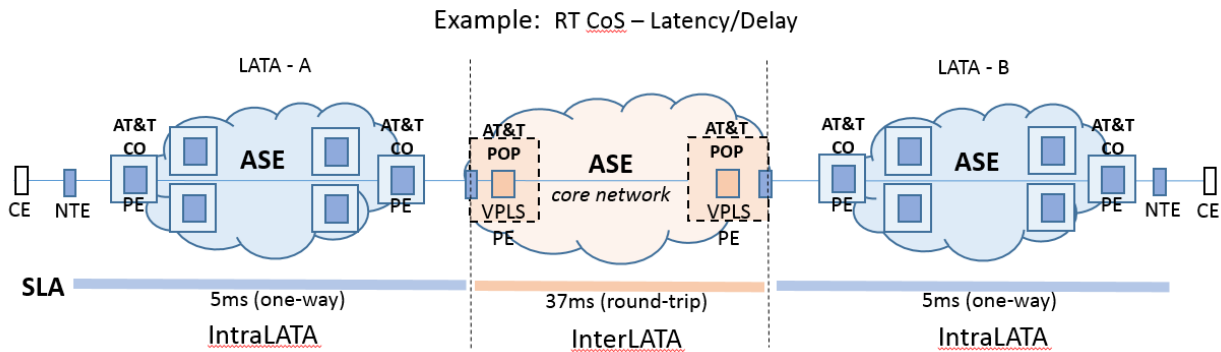 Example: RT CoS – Latency/Delay
LATA - A
LATA - B
AT&T
CO
PE
ASE
AT&T
CO
PE
CE
NTE
AT&T
POP
VPLS
PE
ASE
core network
AT&T
POP
VPLS
PE
AT&T
CO
PE
ASE
AT&T
CO
PE
NTE
CE
SLA
5ms (one-way)
37ms (round-trip)
5ms (one-way)
IntraLATA
InterLATA
IntraLATA